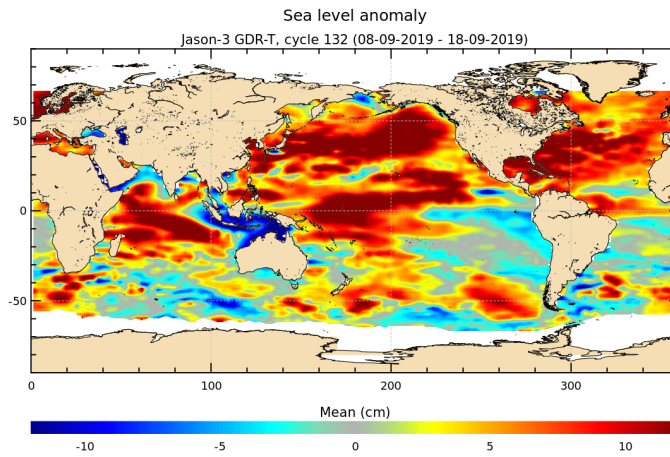 Sea level anomaly
Jason-3 GDR-T, cycle 132 (08-09-2019 - 18-09-2019)
50
0
-50
0 100 200 300
Mean (cm)
-10 -5 0 5 10